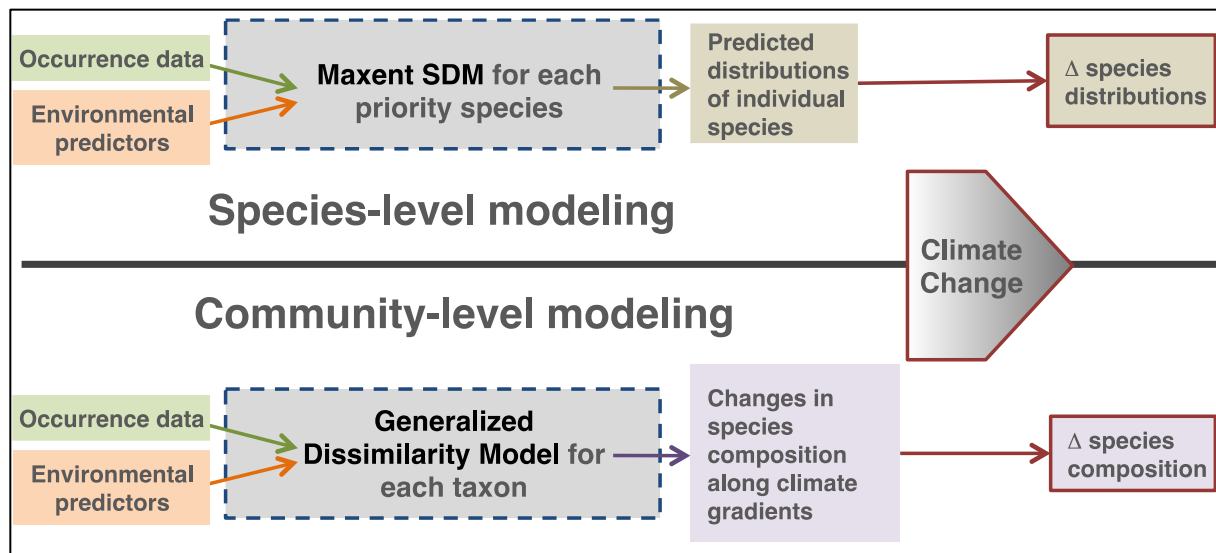 Occurrence data
Environmental
predictors
Maxent SDM for each
priority species
Predicted
distributions
of individual
species
Δ species
distributions
Species-level modeling
Climate
Change
Community-level modeling
Occurrence data
Environmental
predictors
Generalized
Dissimilarity Model for
each taxon
Changes in
species
composition
along climate
gradients
Δ species
composition